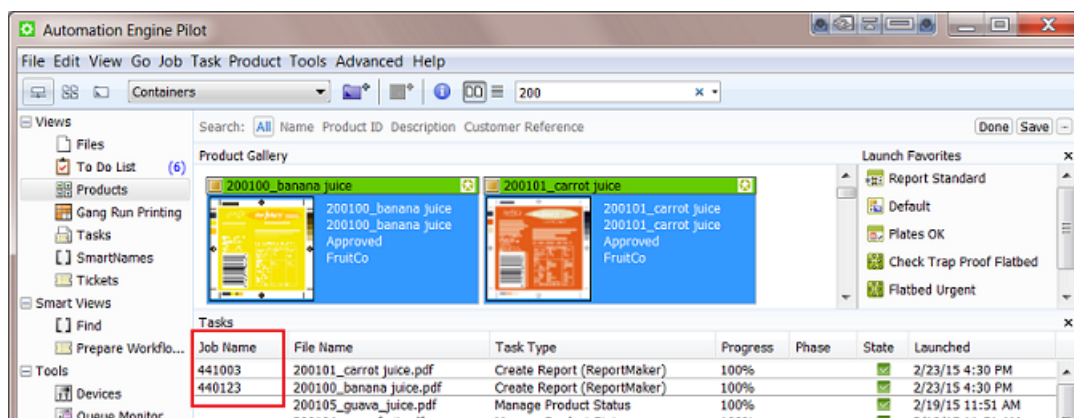 Automation Engine Pilot
File Edit View Go Job Task Product Tools Advanced Help
Containers 200
Views
Files
To Do List (6)
Products
Gang Run Printing
Tasks
[ ] SmartNames
Tickets
Smart Views
[ ] Find
Prepare Workflo...
Tools
Devices
Queue Monitor
Search: All Name Product ID Description Customer Reference Done Save
Product Gallery
200100_banana juice
200100_banana juice
200100_banana juice
Approved
FruitCo
200101_carrot juice
200101_carrot juice
200101_carrot juice
Approved
FruitCo
Launch Favorites
Report Standard
Default
Plates OK
Check Trap Proof Flatbed
Flatbed Urgent
Tasks
Job Name File Name Task Type Progress Phase State Launched
441003 200101_carrot juice.pdf Create Report (ReportMaker) 100% 2/23/15 4:30 PM
440123 200100_banana juice.pdf Create Report (ReportMaker) 100% 2/23/15 4:30 PM
200105_guava_juice.pdf Manage Product Status 100% 2/19/15 11:51 AM